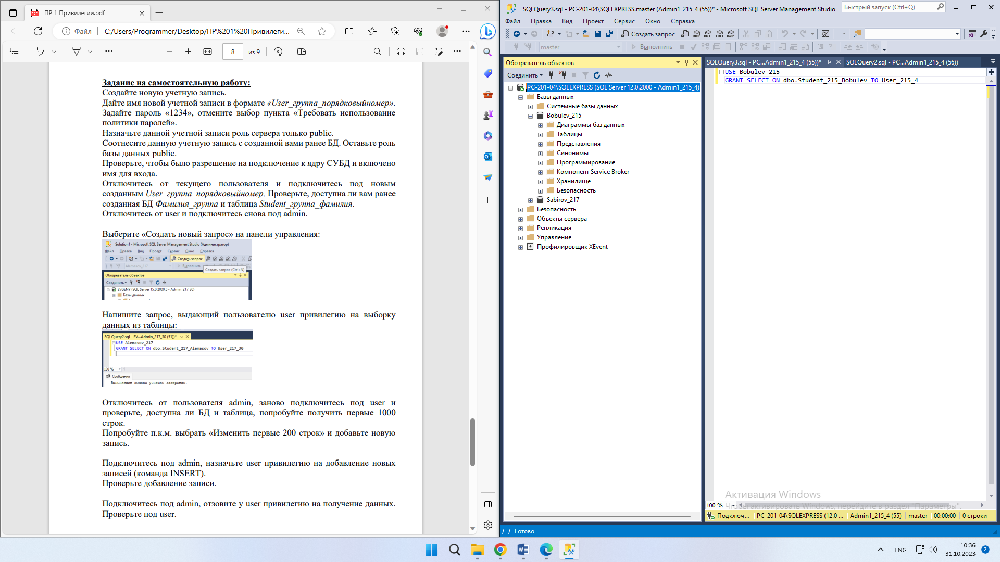 ПР 1 Привилегии.pdf
Файл
C:/Users/Programmer/Desktop/ПР%201%20Привилеги...
8
из 9
Задание на самостоятельную работу:
Создайте новую учетную запись.
Дайте имя новой учетной записи в формате «User_группа_порядковыйномер».
Задайте пароль «1234», отмените выбор пункта «Требовать использование
политики паролей».
Назначьте данной учетной записи роль сервера только public.
Соотнесите данную учетную запись с созданной вами ранее БД. Оставьте роль
базы данных public.
Проверьте, чтобы было разрешение на подключение к ядру СУБД и включено
имя для входа.
Отключитесь от текущего пользователя и подключитесь под новым
созданным User_группа_порядковыйномер. Проверьте, доступна ли вам ранее
созданная БД Фамилия_группа и таблица Student_группа_фамилия.
Отключитесь от user и подключитесь снова под admin.
Выберите «Создать новый запрос» на панели управления:
Solution1 - Microsoft SQL Server Management Studio (Администратор)
Файл Правка Вид Проект Сервис Окно Справка
Создать запрос
Alemasov_217
Выполнить
Создать запрос (Ctrl+N)
Обозреватель объектов
Соединить
EVGENY (SQL Server 15.0.2000.5 - Admin_217_30)
Базы данных
Напишите запрос, выдающий пользователю user привилегию на выборку
данных из таблицы:
SQLQuery2.sql - EV...Admin_217_30 (51))*
USE Alemasov_217
GRANT SELECT ON dbo.Student_217_Alemasov TO User_217_30
100 %
Сообщения
Выполнение команд успешно завершено.
Отключитесь от пользователя admin, заново подключитесь под user и
проверьте, доступна ли БД и таблица, попробуйте получить первые 1000
строк.
Попробуйте п.к.м. выбрать «Изменить первые 200 строк» и добавьте новую
запись.
Подключитесь под admin, назначьте user привилегию на добавление новых
записей (команда INSERT).
Проверьте добавление записи.
Подключитесь под admin, отзовите у user привилегию на получение данных.
Проверьте под user.
SQLQuery3.sql - PC-201-04\SQLEXPRESS.master (Admin1_215_4 (55))* - Microsoft SQL Server Management Studio
Быстрый запуск (Ctrl+Q)
Файл Правка Вид Проект Сервис Окно Справка
Создать запрос
MDX DMX XMLA DAX
master
Выполнить
Обозреватель объектов
Соединить
PC-201-04\SQLEXPRESS (SQL Server 12.0.2000 - Admin1_215_4)
Базы данных
Системные базы данных
Bobulev_215
Диаграммы баз данных
Таблицы
Представления
Синонимы
Программирование
Компонент Service Broker
Хранилище
Безопасность
Sabirov_217
Безопасность
Объекты сервера
Репликация
Управление
Профилировщик XEvent
SQLQuery3.sql - PC...Admin1_215_4 (55))*
SQLQuery2.sql - PC...Admin1_215_4 (56))
USE Bobulev_215
GRANT SELECT ON dbo.Student_215_Bobulev TO User_215_4
Активация Windows
Чтобы активировать Windows, перейдите в раздел "Параметры".
100 %
Подключ...
PC-201-04\SQLEXPRESS (12.0 ...
Admin1_215_4 (55)
master
00:00:00
0 строки
Готово
ENG
10:36
31.10.2023
2